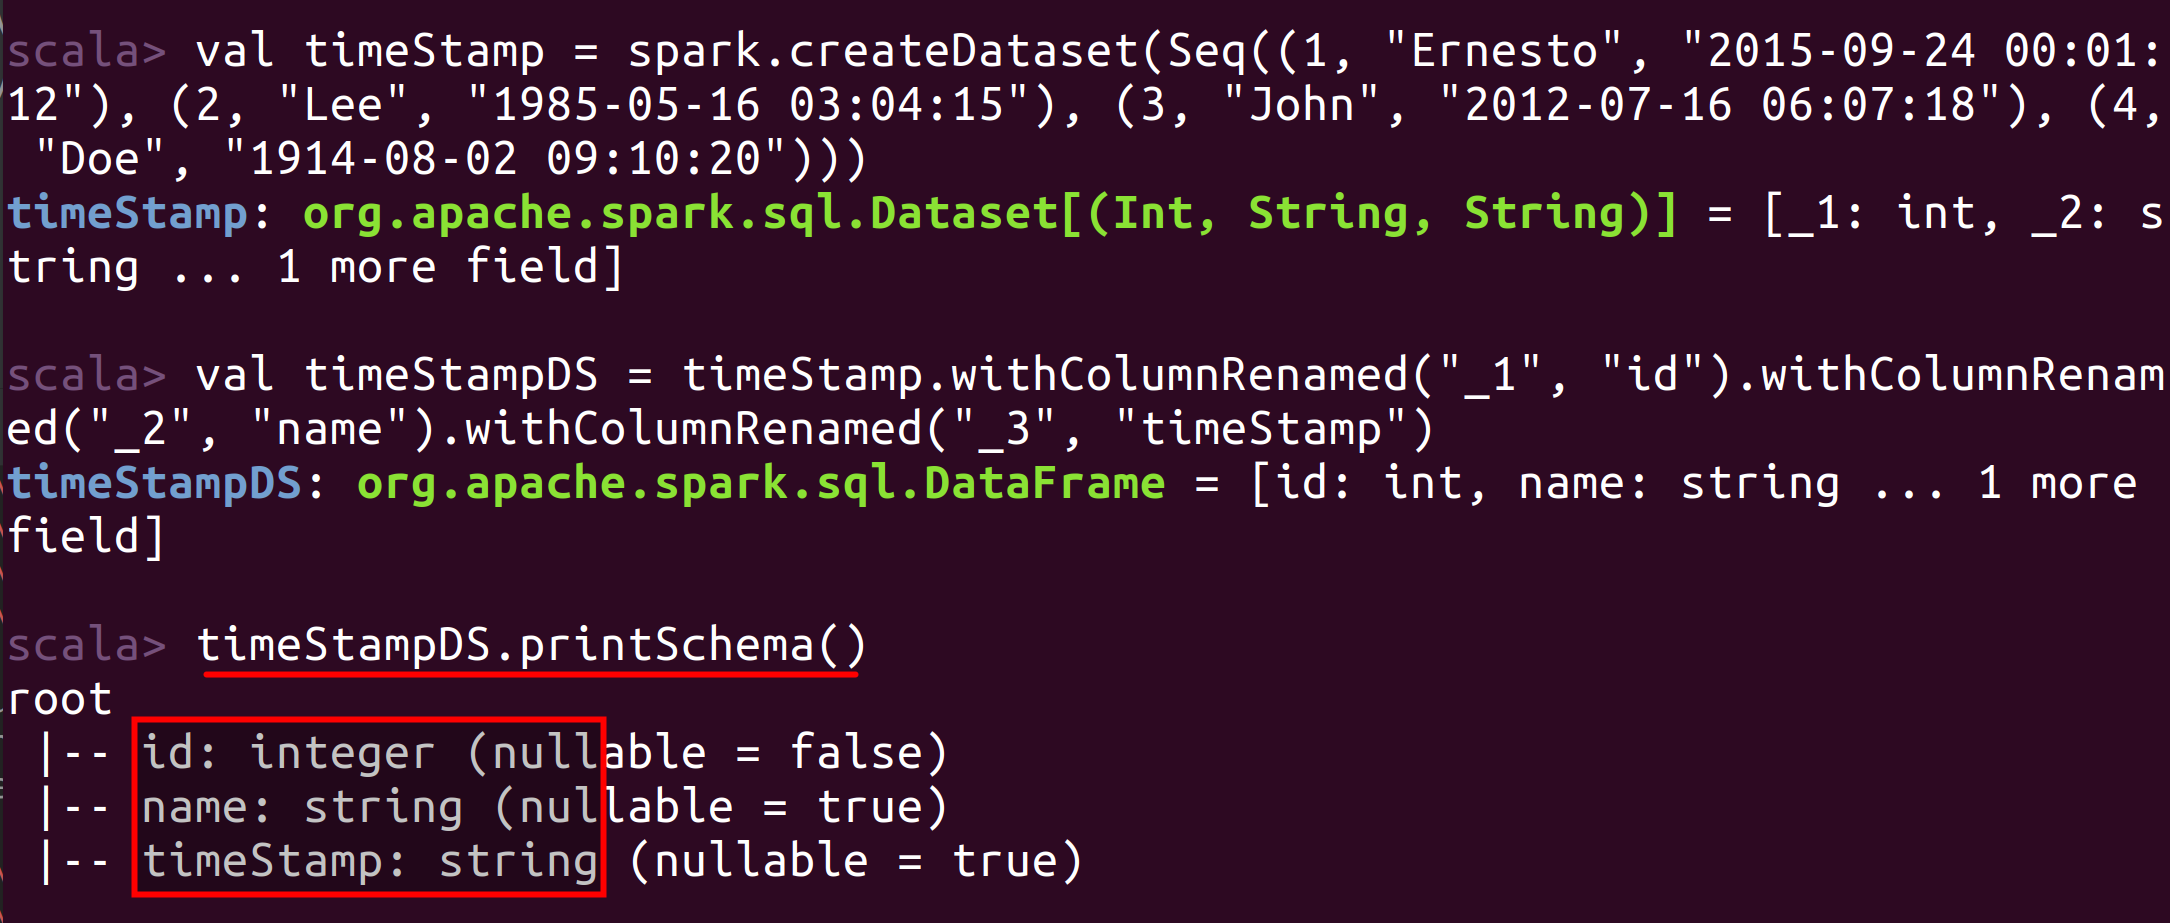 scala> val timeStamp = spark.createDataset(Seq((1, "Ernesto", "2015-09-24 00:01:
12"), (2, "Lee", "1985-05-16 03:04:15"), (3, "John", "2012-07-16 06:07:18"), (4,
 "Doe", "1914-08-02 09:10:20")))
timeStamp: org.apache.spark.sql.Dataset[(Int, String, String)] = [_1: int, _2: s
tring ... 1 more field]
scala> val timeStampDS = timeStamp.withColumnRenamed("_1", "id").withColumnRenam
ed("_2", "name").withColumnRenamed("_3", "timeStamp")
timeStampDS: org.apache.spark.sql.DataFrame = [id: int, name: string ... 1 more
field]
scala> timeStampDS.printSchema()
root
 |-- id: integer (nullable = false)
 |-- name: string (nullable = true)
 |-- timeStamp: string (nullable = true)